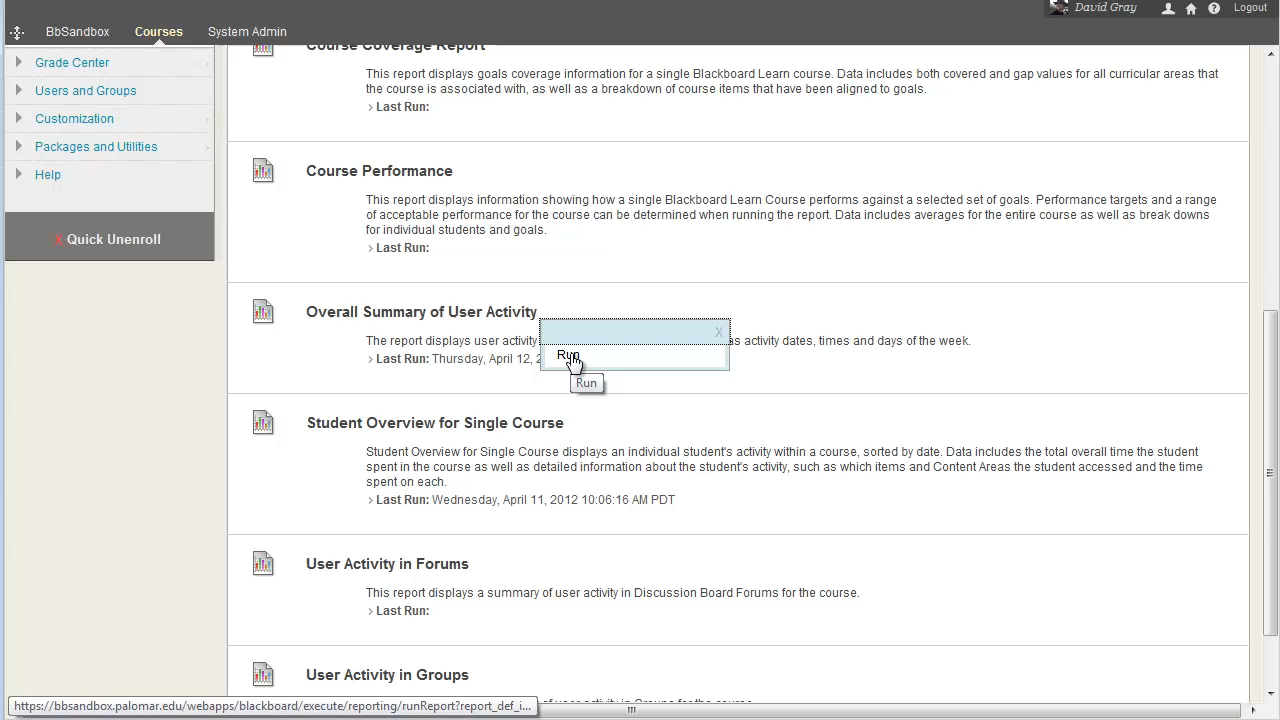 David Gray
Logout
BbSandbox
Courses
System Admin
Grade Center
Users and Groups
Customization
Packages and Utilities
Help
X Quick Unenroll
Course Coverage Report
This report displays goals coverage information for a single Blackboard Learn course. Data includes both covered and gap values for all curricular areas that
the course is associated with, as well as a breakdown of course items that have been aligned to goals.
> Last Run:
Course Performance
This report displays information showing how a single Blackboard Learn Course performs against a selected set of goals. Performance targets and a range
of acceptable performance for the course can be determined when running the report. Data includes averages for the entire course as well as break downs
for individual students and goals.
> Last Run:
Overall Summary of User Activity
X
The report displays user activity
as activity dates, times and days of the week.
Run
> Last Run: Thursday, April 12, 2
Run
Student Overview for Single Course
Student Overview for Single Course displays an individual student's activity within a course, sorted by date. Data includes the total overall time the student
spent in the course as well as detailed information about the student's activity, such as which items and Content Areas the student accessed and the time
spent on each.
> Last Run: Wednesday, April 11, 2012 10:06:16 AM PDT
User Activity in Forums
This report displays a summary of user activity in Discussion Board Forums for the course.
> Last Run:
User Activity in Groups
of user activity in Groups for the course.
https://bbsandbox.palomar.edu/webapps/blackboard/execute/reporting/runReport?report_def_i...